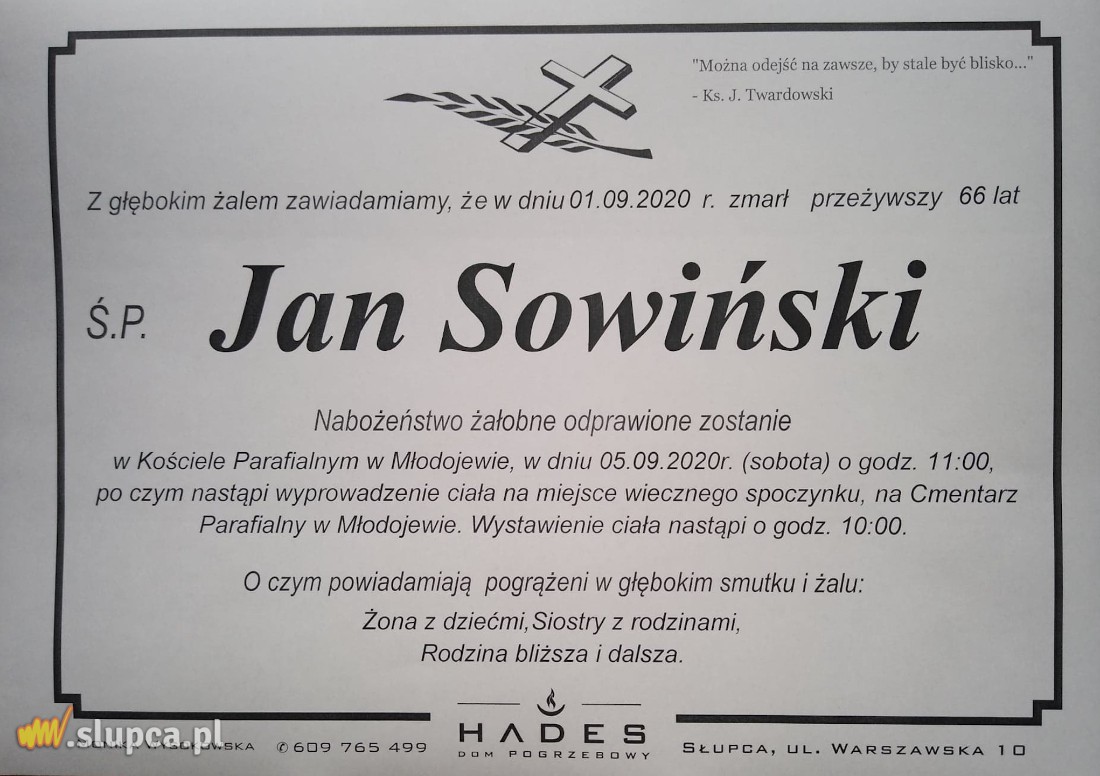 "Można odejść na zawsze, by stale być blisko..."
- Ks. J. Twardowski
Z głębokim żalem zawiadamiamy, że w dniu 01.09.2020 r. zmarł przeżywszy 66 lat
Ś.P. Jan Sowiński
Nabożeństwo żałobne odprawione zostanie
w Kościele Parafialnym w Młodojewie, w dniu 05.09.2020r. (sobota) o godz. 11:00,
po czym nastąpi wyprowadzenie ciała na miejsce wiecznego spoczynku, na Cmentarz
Parafialny w Młodojewie. Wystawienie ciała nastąpi o godz. 10:00.
O czym powiadamiają pogrążeni w głębokim smutku i żalu:
Żona z dziećmi, Siostry z rodzinami,
Rodzina bliższa i dalsza.
.slupca.pl
609 765 499
HADES
DOM POGRZEBOWY
SŁUPCA, UL. WARSZAWSKA 10